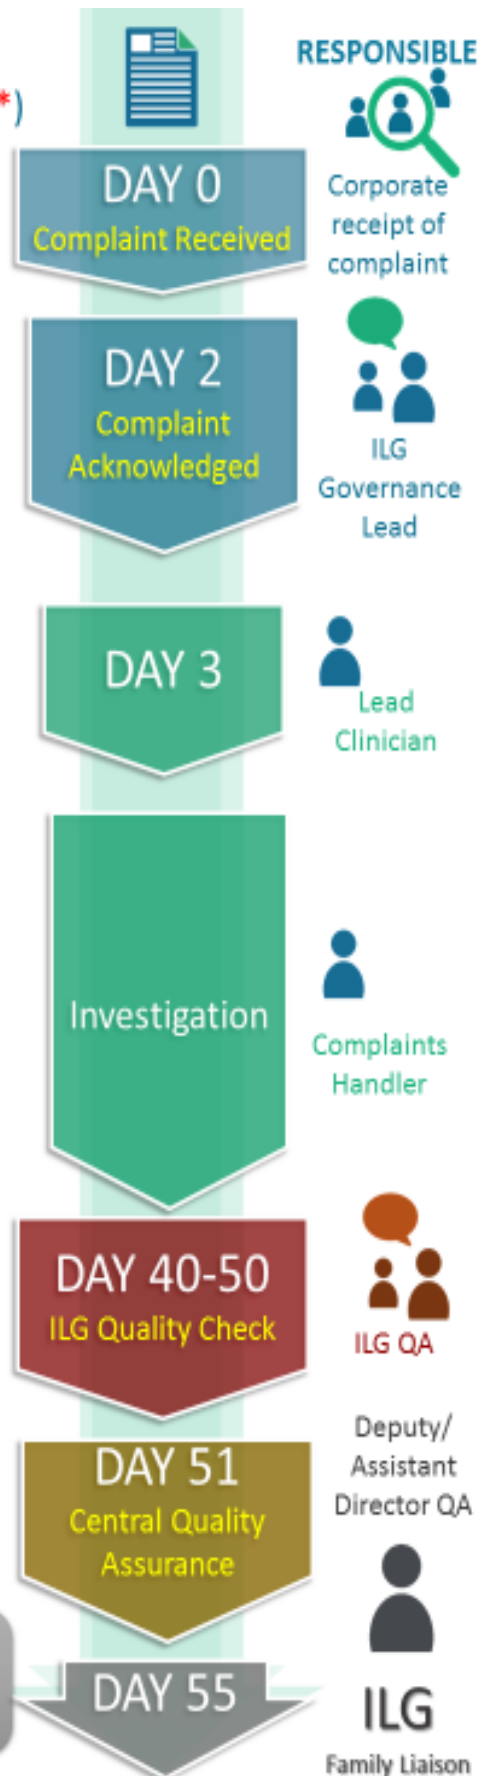 RESPONSIBLE
*)
DAY 0
Complaint Received
Corporate
receipt of
complaint
DAY 2
Complaint
Acknowledged
ILG
Governance
Lead
DAY 3
Lead
Clinician
Investigation
Complaints
Handler
DAY 40-50
ILG Quality Check
ILG QA
DAY 51
Central Quality
Assurance
Deputy/
Assistant
Director QA
DAY 55
ILG
Family Liaison